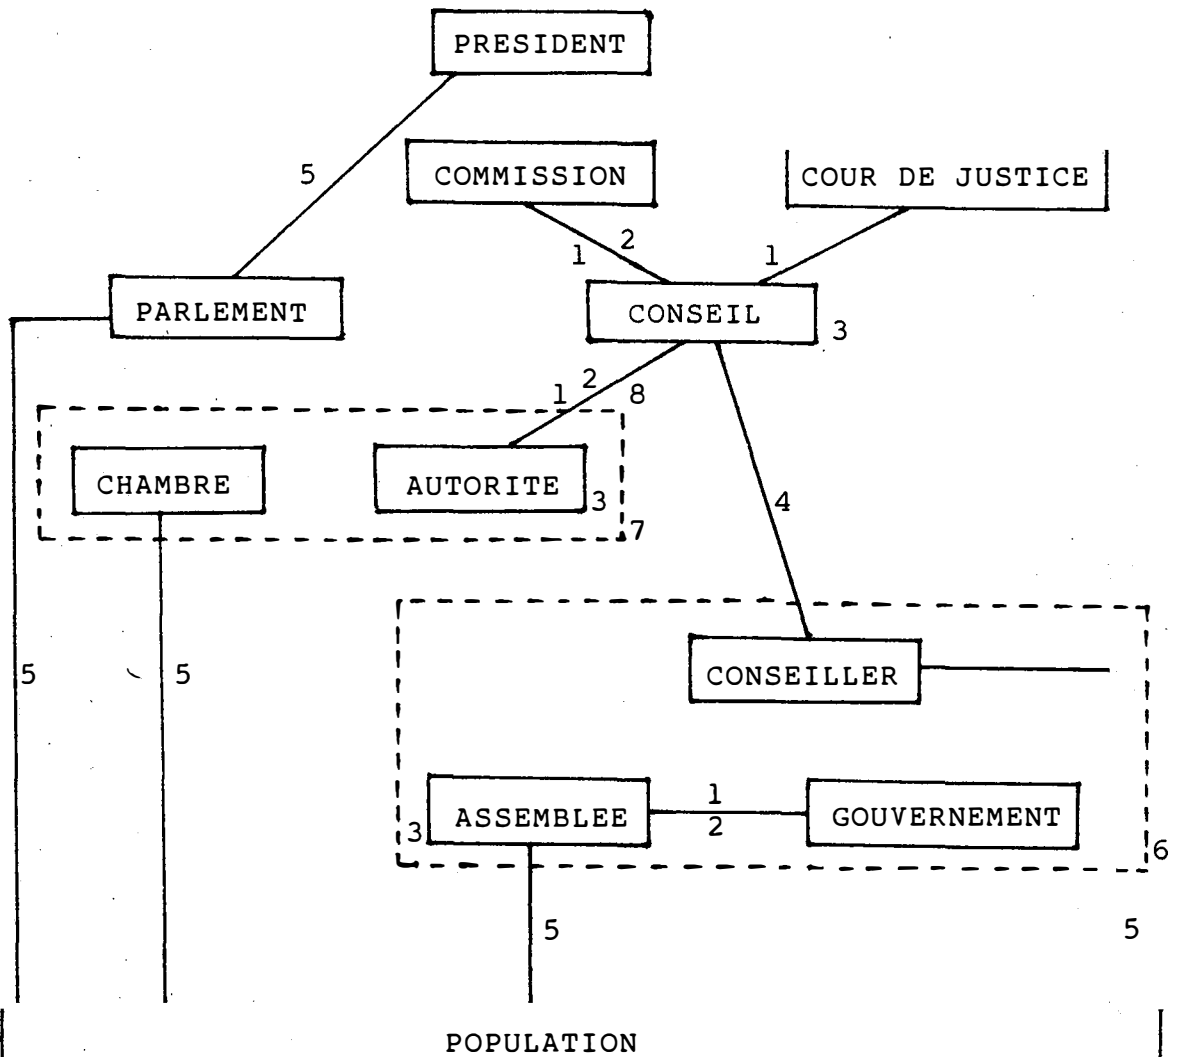 PRESIDENT
5
COMMISSION
COUR DE JUSTICE
1
2
1
PARLEMENT
CONSEIL
3
1
2
8
CHAMBRE
AUTORITE
3
7
4
5
5
CONSEILLER
ASSEMBLEE
3
1
2
GOUVERNEMENT
6
5
5
POPULATION